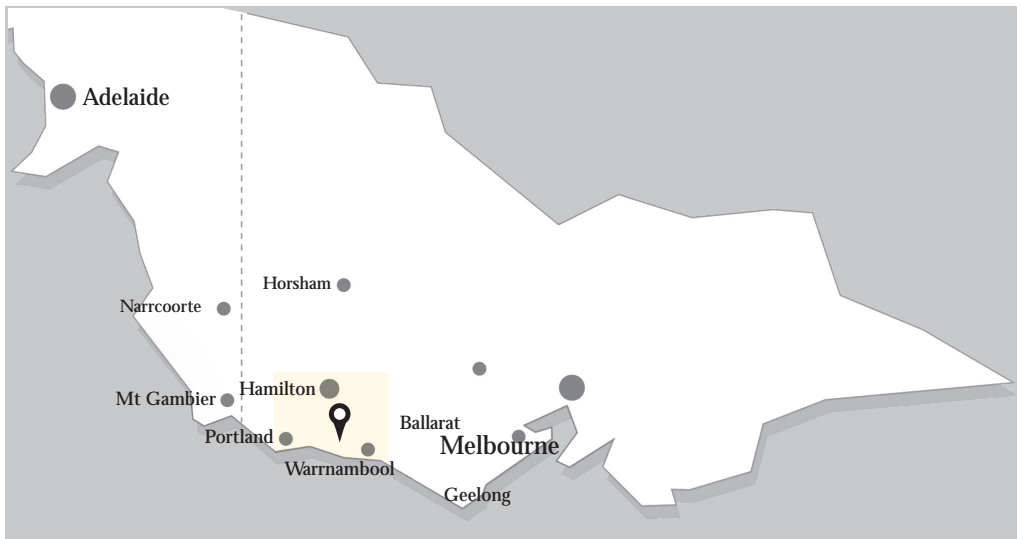 Adelaide
Horsham
Narrcoorte
Hamilton
Mt Gambier
Ballarat
Portland
Melbourne
Warrnambool
Geelong